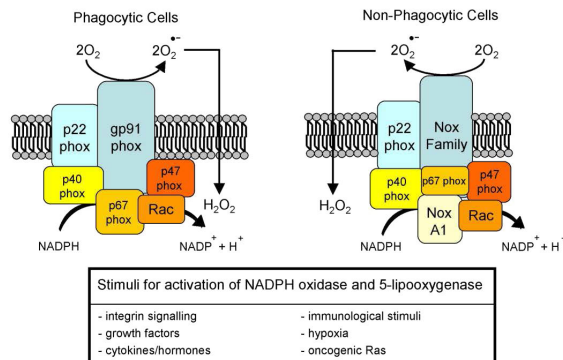 Phagocytic Cells
2O₂ 2O₂•-
p22
phox
gp91
phox
p40
phox
p47
phox
p67
phox
Rac
H₂O₂
NADPH
NADP⁺ + H⁺
Non-Phagocytic Cells
2O₂•- 2O₂
p22
phox
Nox
Family
p40
phox
p67 phox
p47
phox
Nox
A1
Rac
H₂O₂
NADPH
NADP⁺ + H⁺
Stimuli for activation of NADPH oxidase and 5-lipooxygenase
- integrin signalling
- growth factors
- cytokines/hormones
- immunological stimuli
- hypoxia
- oncogenic Ras